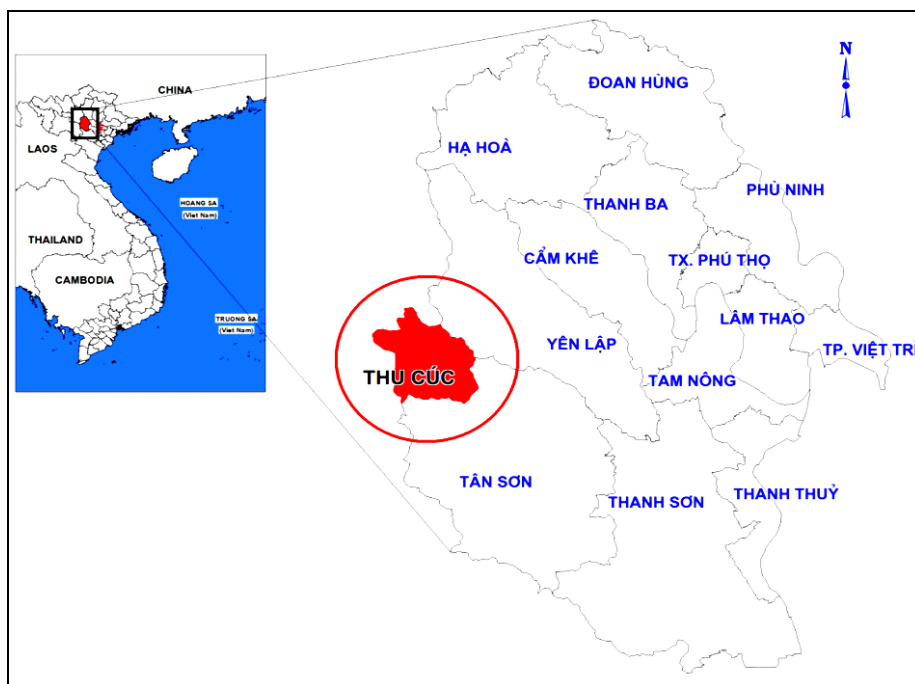 N
ĐOAN HÙNG
CHINA
HẠ HOÀ
LAOS
PHÙ NINH
THANH BA
HOANG SA
(Viet Nam)
THAILAND
CẨM KHÊ
TX. PHÚ THỌ
CAMBODIA
LÂM THAO
TRUONG SA
(Viet Nam)
YÊN LẬP
TP. VIỆT TRÌ
THU CÚC
TAM NÔNG
TÂN SƠN
THANH SƠN
THANH THUỶ